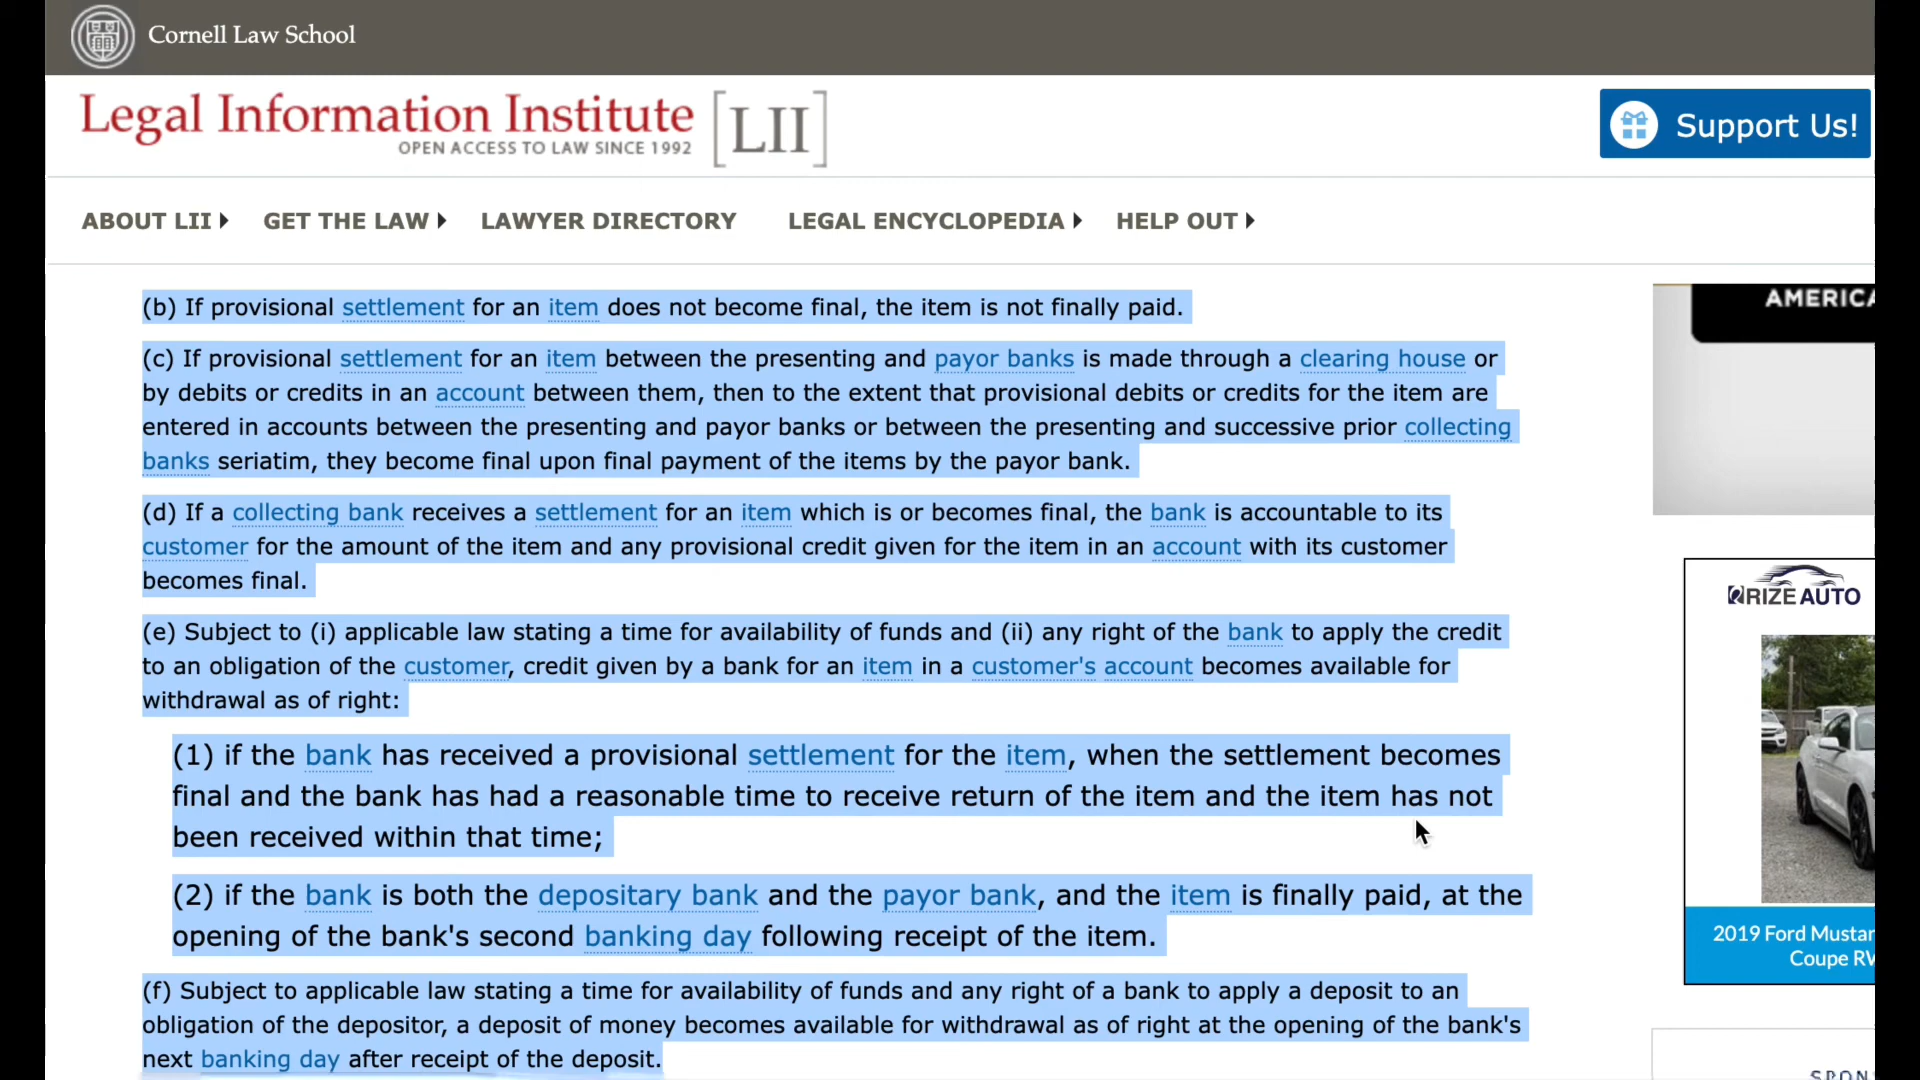 Cornell Law School
Legal Information Institute
OPEN ACCESS TO LAW SINCE 1992
[LII]
Support Us!
ABOUT LII
GET THE LAW
LAWYER DIRECTORY
LEGAL ENCYCLOPEDIA
HELP OUT
(b) If provisional settlement for an item does not become final, the item is not finally paid.
(c) If provisional settlement for an item between the presenting and payor banks is made through a clearing house or
by debits or credits in an account between them, then to the extent that provisional debits or credits for the item are
entered in accounts between the presenting and payor banks or between the presenting and successive prior collecting
banks seriatim, they become final upon final payment of the items by the payor bank.
(d) If a collecting bank receives a settlement for an item which is or becomes final, the bank is accountable to its
customer for the amount of the item and any provisional credit given for the item in an account with its customer
becomes final.
(e) Subject to (i) applicable law stating a time for availability of funds and (ii) any right of the bank to apply the credit
to an obligation of the customer, credit given by a bank for an item in a customer's account becomes available for
withdrawal as of right:
(1) if the bank has received a provisional settlement for the item, when the settlement becomes
final and the bank has had a reasonable time to receive return of the item and the item has not
been received within that time;
(2) if the bank is both the depositary bank and the payor bank, and the item is finally paid, at the
opening of the bank's second banking day following receipt of the item.
(f) Subject to applicable law stating a time for availability of funds and any right of a bank to apply a deposit to an
obligation of the depositor, a deposit of money becomes available for withdrawal as of right at the opening of the bank's
next banking day after receipt of the deposit.
AMERICA
RIZE AUTO
2019 Ford Mustan
Coupe RW
SPON